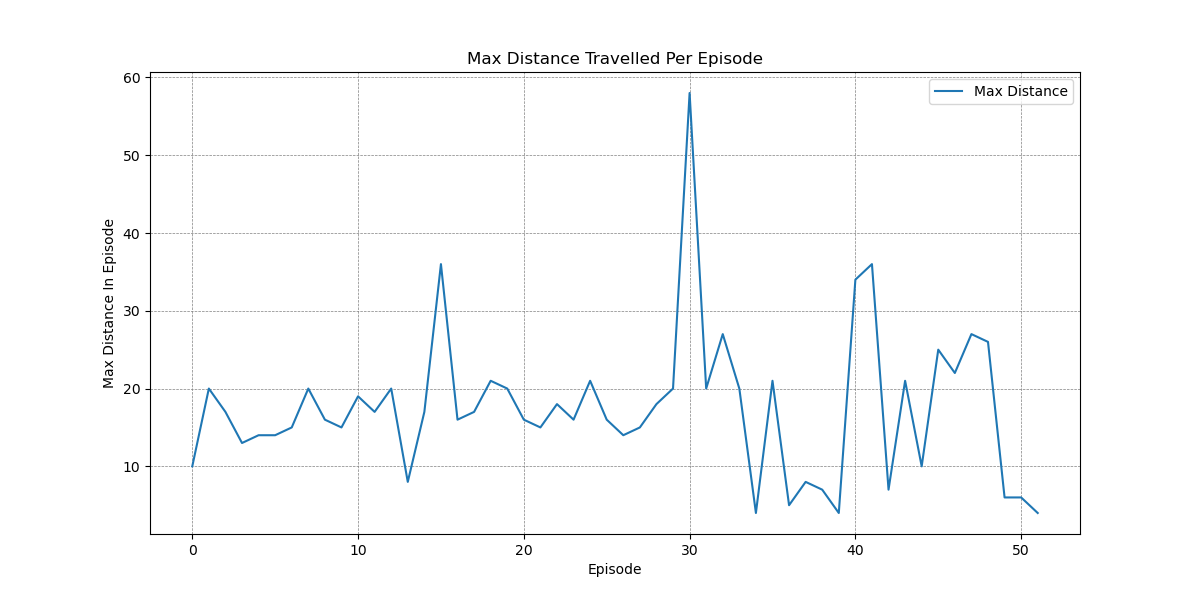 Max Distance Travelled Per Episode
Max Distance
60
50
40
30
20
10
Max Distance In Episode
0 10 20 30 40 50
Episode